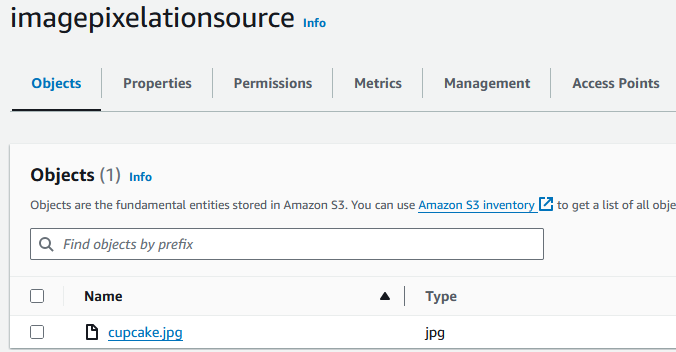 imagepixelationsource Info
Objects Properties Permissions Metrics Management Access Points
Objects (1) Info
Objects are the fundamental entities stored in Amazon S3. You can use Amazon S3 inventory to get a list of all obje
Find objects by prefix
Name Type
cupcake.jpg jpg